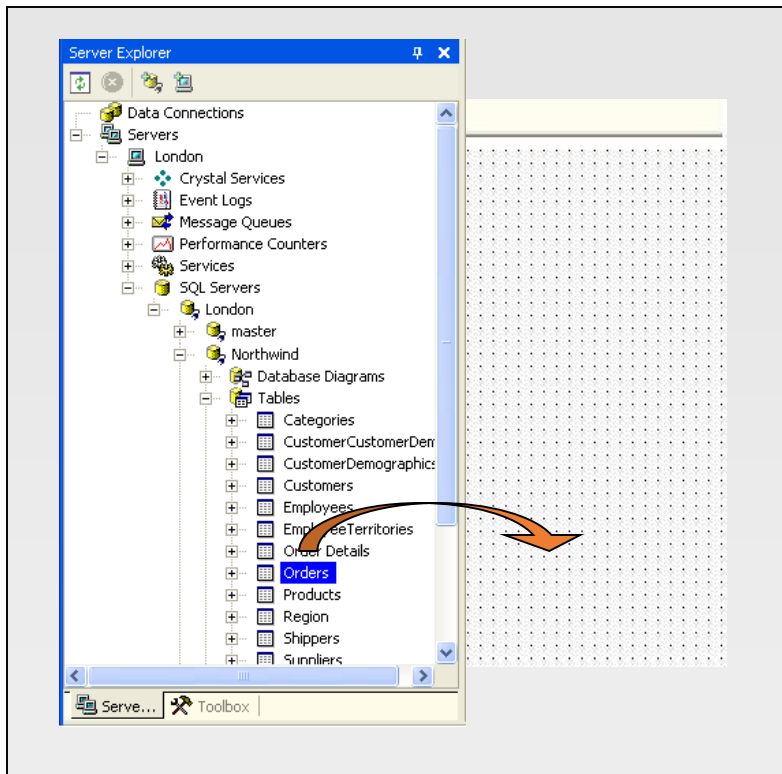 Server Explorer
Data Connections
Servers
London
Crystal Services
Event Logs
Message Queues
Performance Counters
Services
SQL Servers
London
master
Northwind
Database Diagrams
Tables
Categories
CustomerCustomerDem
CustomerDemographics
Customers
Employees
EmployeeTerritories
Order Details
Orders
Products
Region
Shippers
Suppliers
Serve... Toolbox